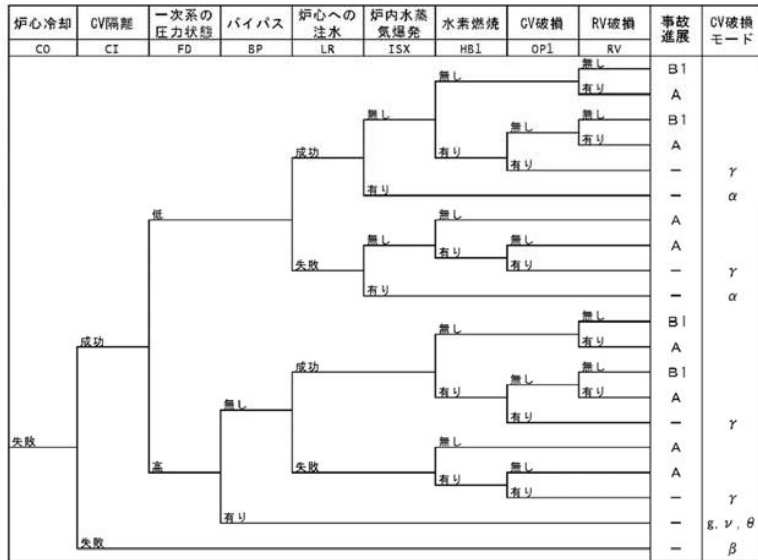 炉心冷却 CV隔離 一次系の圧力状態 バイパス 炉心への注水 炉内水蒸気爆発 水素燃焼 CV破損 RV破損 事故進展 CV破損モード
CO CI FD BP LR ISX HB1 OP1 RV
無し B1
無し 有り A
無し 無し B1
無し 有り A
成功 有り 有り — γ
有り — α
低 無し A
無し 無し A
失敗 有り 有り — γ
有り — α
無し B1
成功 無し 有り A
成功 無し B1
無し 有り 無し 有り A
有り — γ
失敗 無し A
高 失敗 無し A
有り 有り — γ
有り — g, ν, θ
失敗 — β